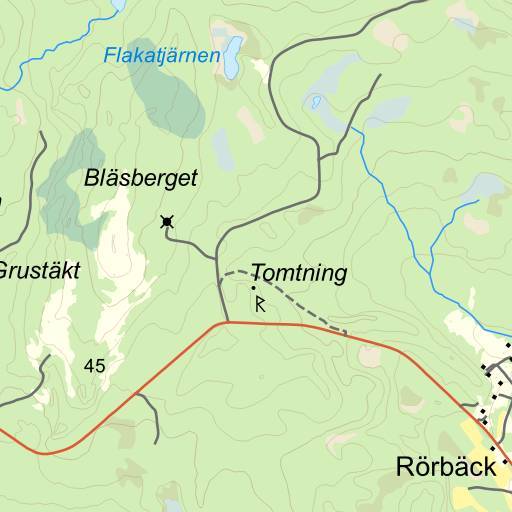 Flakatjärnen
Bläsberget
Grustäkt
Tomtning
45
Rörbäck